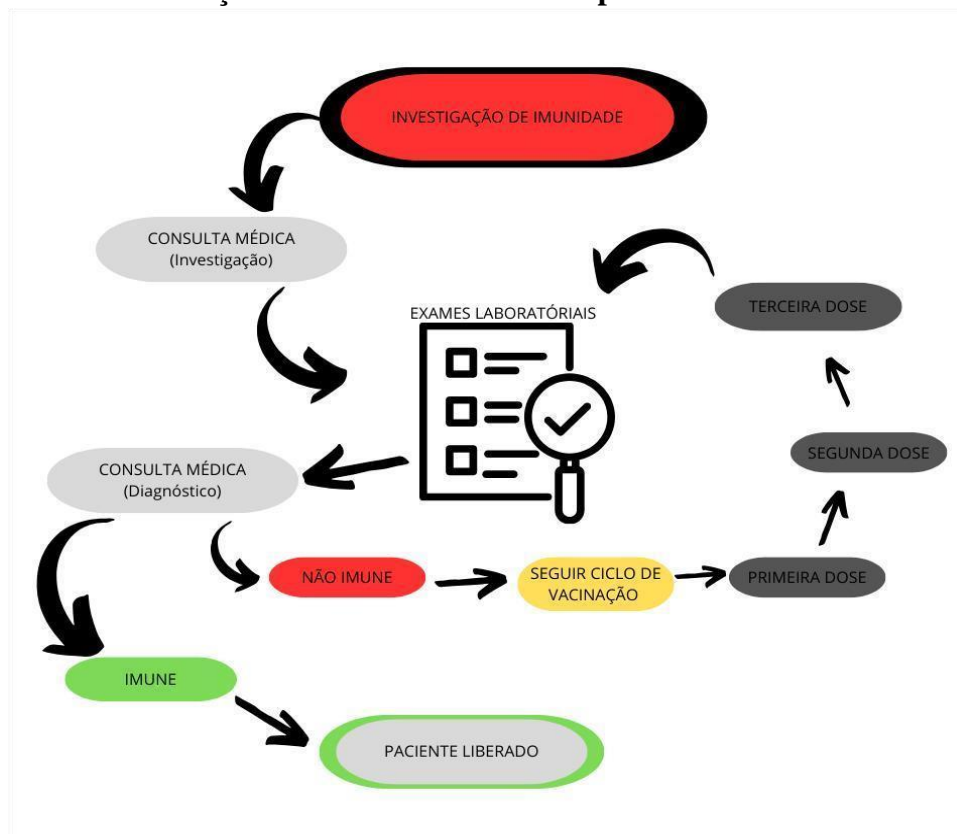 INVESTIGAÇÃO DE IMUNIDADE
CONSULTA MÉDICA
(Investigação)
TERCEIRA DOSE
EXAMES LABORATÓRIAIS
SEGUNDA DOSE
CONSULTA MÉDICA
(Diagnóstico)
NÃO IMUNE
SEGUIR CICLO DE
VACINAÇÃO
PRIMEIRA DOSE
IMUNE
PACIENTE LIBERADO